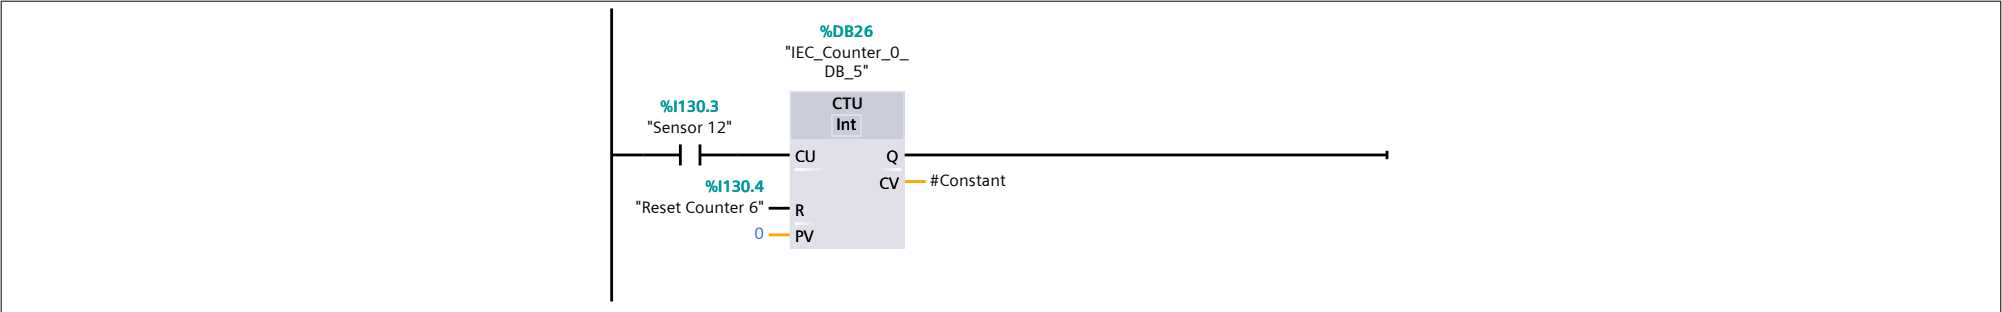 %DB26
"IEC_Counter_0_
DB_5"
CTU
Int
%I130.3
"Sensor 12"
CU
Q
%I130.4
"Reset Counter 6"
R
CV
#Constant
0
PV